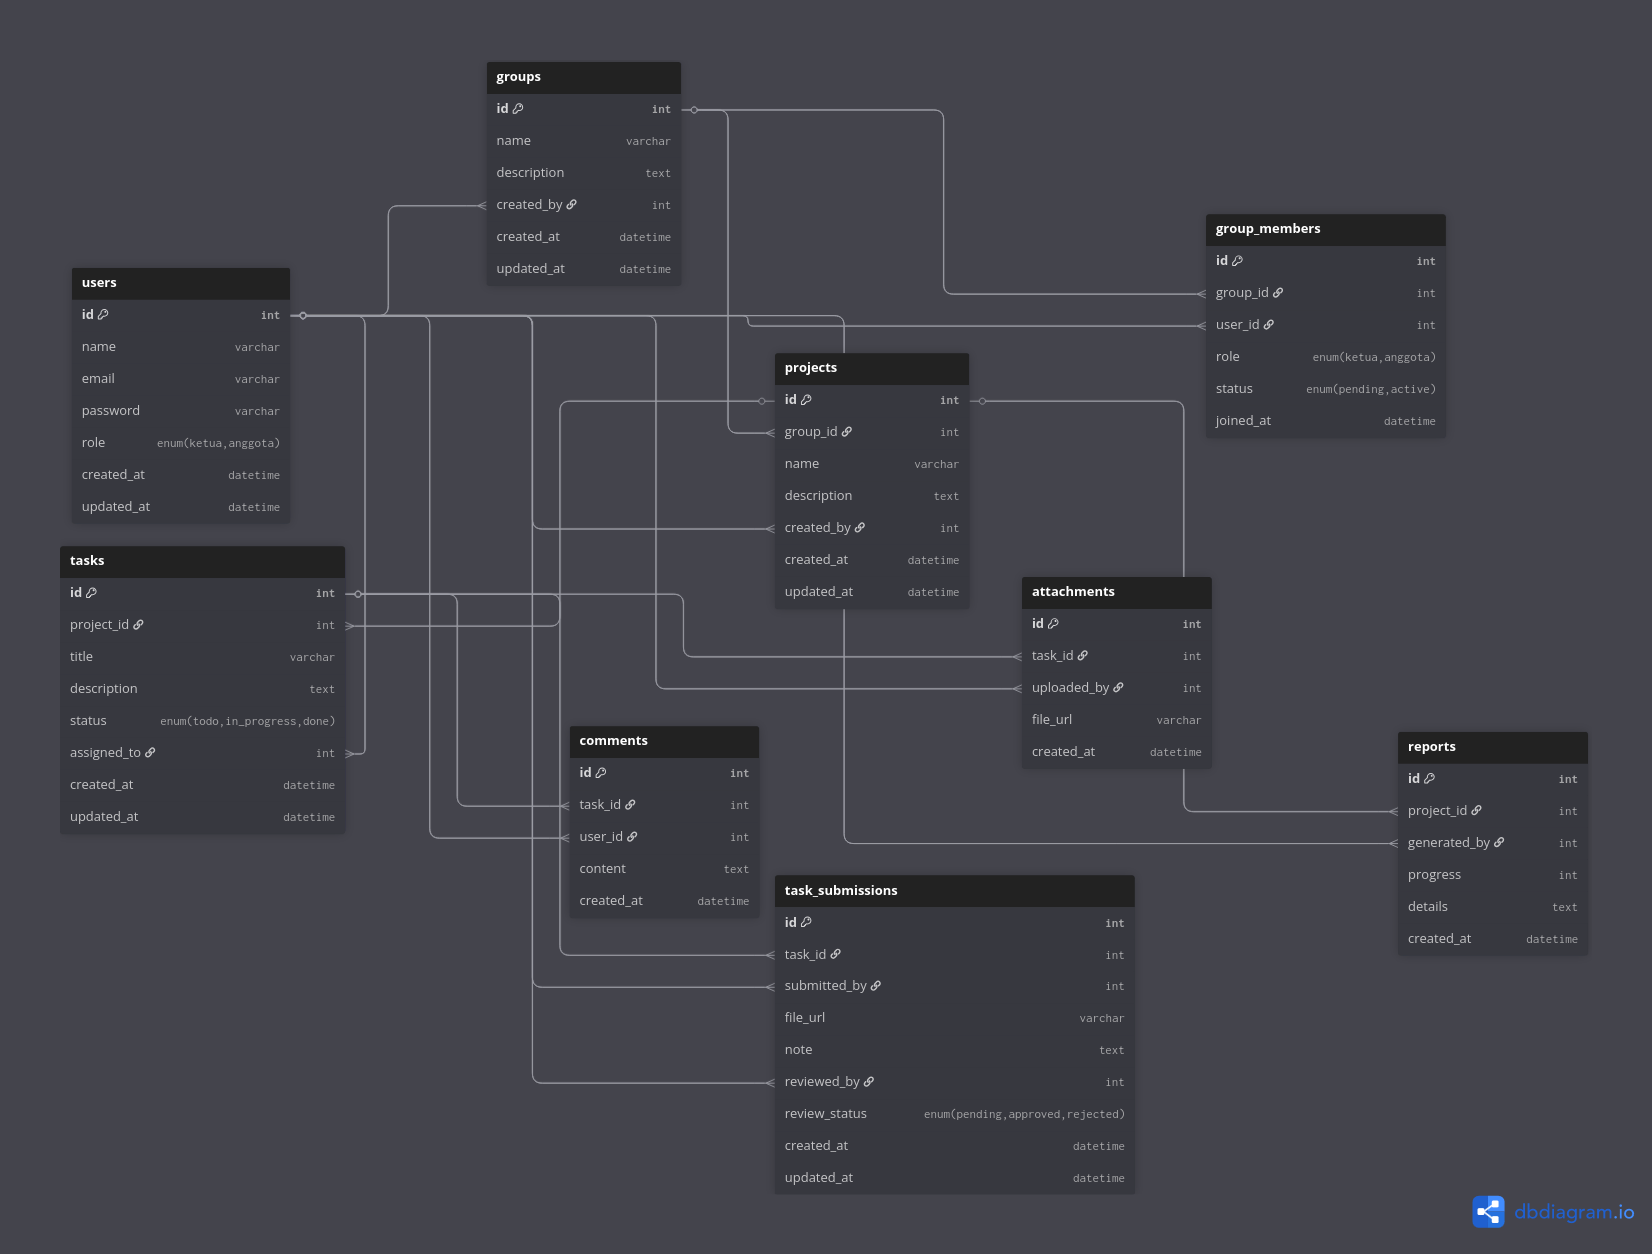 groups
id int
name varchar
description text
created_by int
created_at datetime
updated_at datetime
group_members
id int
group_id int
user_id int
role enum(ketua,anggota)
status enum(pending,active)
joined_at datetime
users
id int
name varchar
email varchar
password varchar
role enum(ketua,anggota)
created_at datetime
updated_at datetime
projects
id int
group_id int
name varchar
description text
created_by int
created_at datetime
updated_at datetime
tasks
id int
project_id int
title varchar
description text
status enum(todo,in_progress,done)
assigned_to int
created_at datetime
updated_at datetime
attachments
id int
task_id int
uploaded_by int
file_url varchar
created_at datetime
comments
id int
task_id int
user_id int
content text
created_at datetime
reports
id int
project_id int
generated_by int
progress int
details text
created_at datetime
task_submissions
id int
task_id int
submitted_by int
file_url varchar
note text
reviewed_by int
review_status enum(pending,approved,rejected)
created_at datetime
updated_at datetime
dbdiagram.io